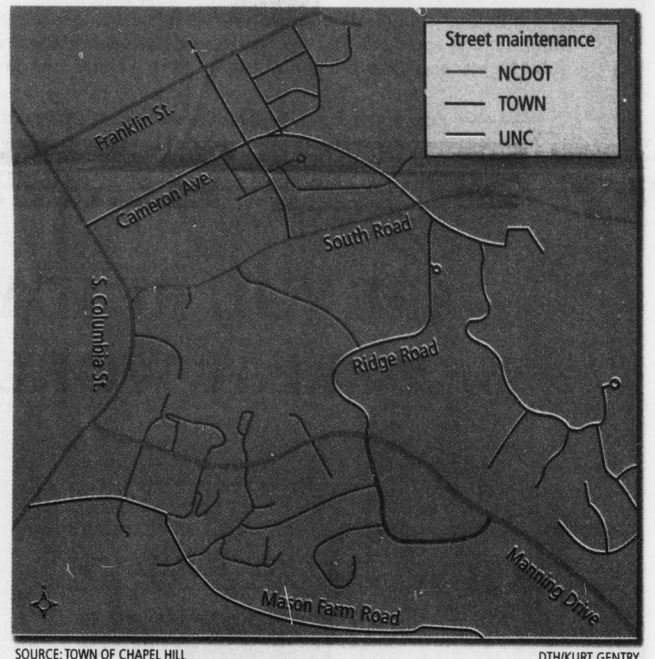 Street maintenance
NCDOT
TOWN
UNC
Franklin St.
Cameron Ave.
South Road
S. Columbia St.
Ridge Road
Manning Drive
Mason Farm Road
SOURCE: TOWN OF CHAPEL HILL
DTH/KURT GENTRY